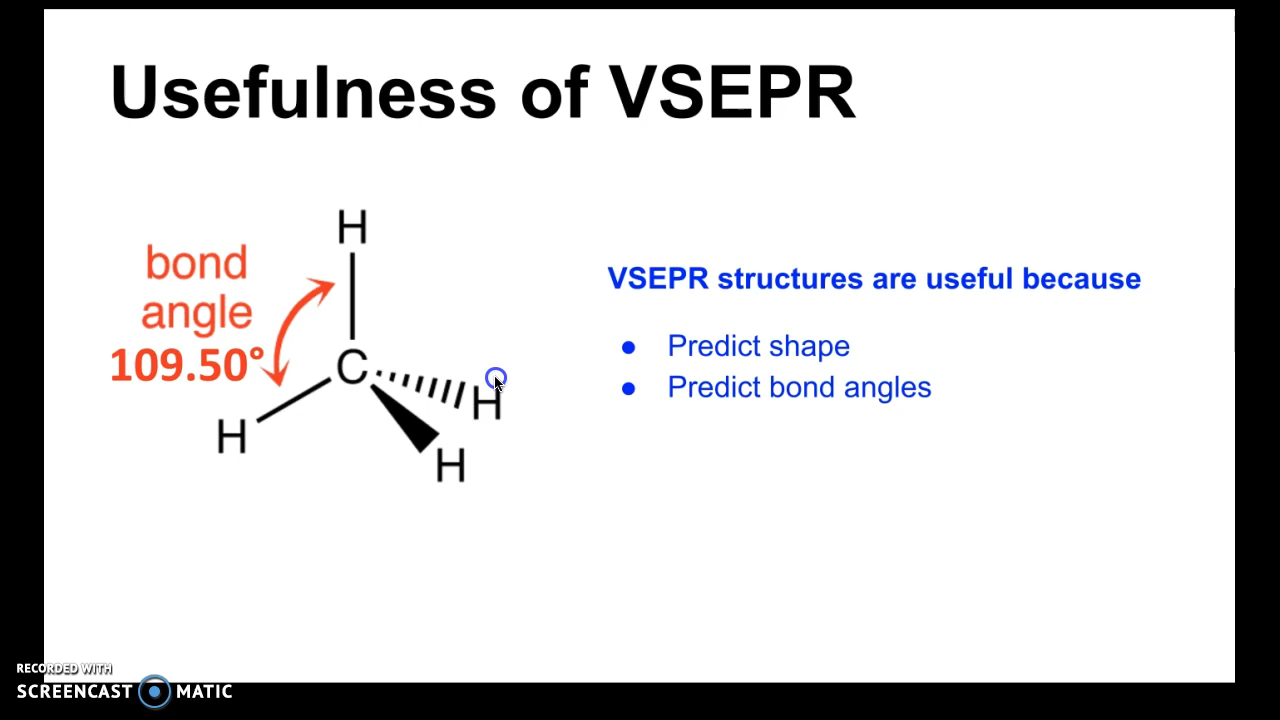 Usefulness of VSEPR
H
bond
angle
109.50°
C
H
H
H
VSEPR structures are useful because
● Predict shape
● Predict bond angles
RECORDED WITH
SCREENCAST MATIC